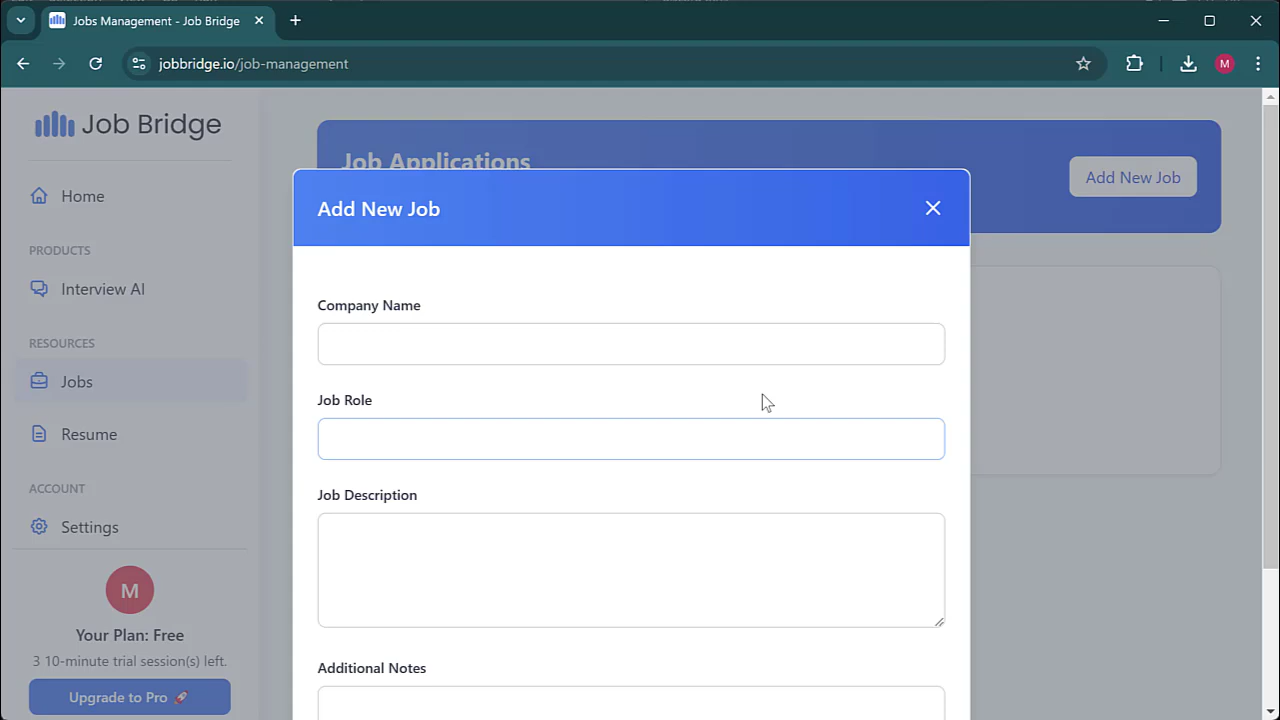 Jobs Management - Job Bridge
jobbridge.io/job-management
M
Job Bridge
Home
PRODUCTS
Interview AI
RESOURCES
Jobs
Resume
ACCOUNT
Settings
M
Your Plan: Free
3 10-minute trial session(s) left.
Upgrade to Pro 🚀
Job Applications
Add New Job
Add New Job
Company Name
Job Role
Job Description
Additional Notes